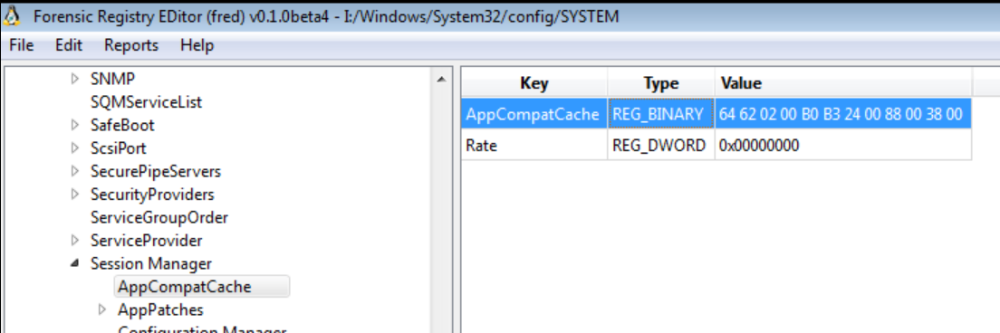 Forensic Registry EDitor (fred) v0.1.0beta4 - I:/Windows/System32/config/SYSTEM
File Edit Reports Help
SNMP
SQMServiceList
SafeBoot
ScsiPort
SecurePipeServers
SecurityProviders
ServiceGroupOrder
ServiceProvider
Session Manager
AppCompatCache
AppPatches
Configuration Manager
Key Type Value
AppCompatCache REG_BINARY 64 62 02 00 B0 B3 24 00 88 00 38 00
Rate REG_DWORD 0x00000000